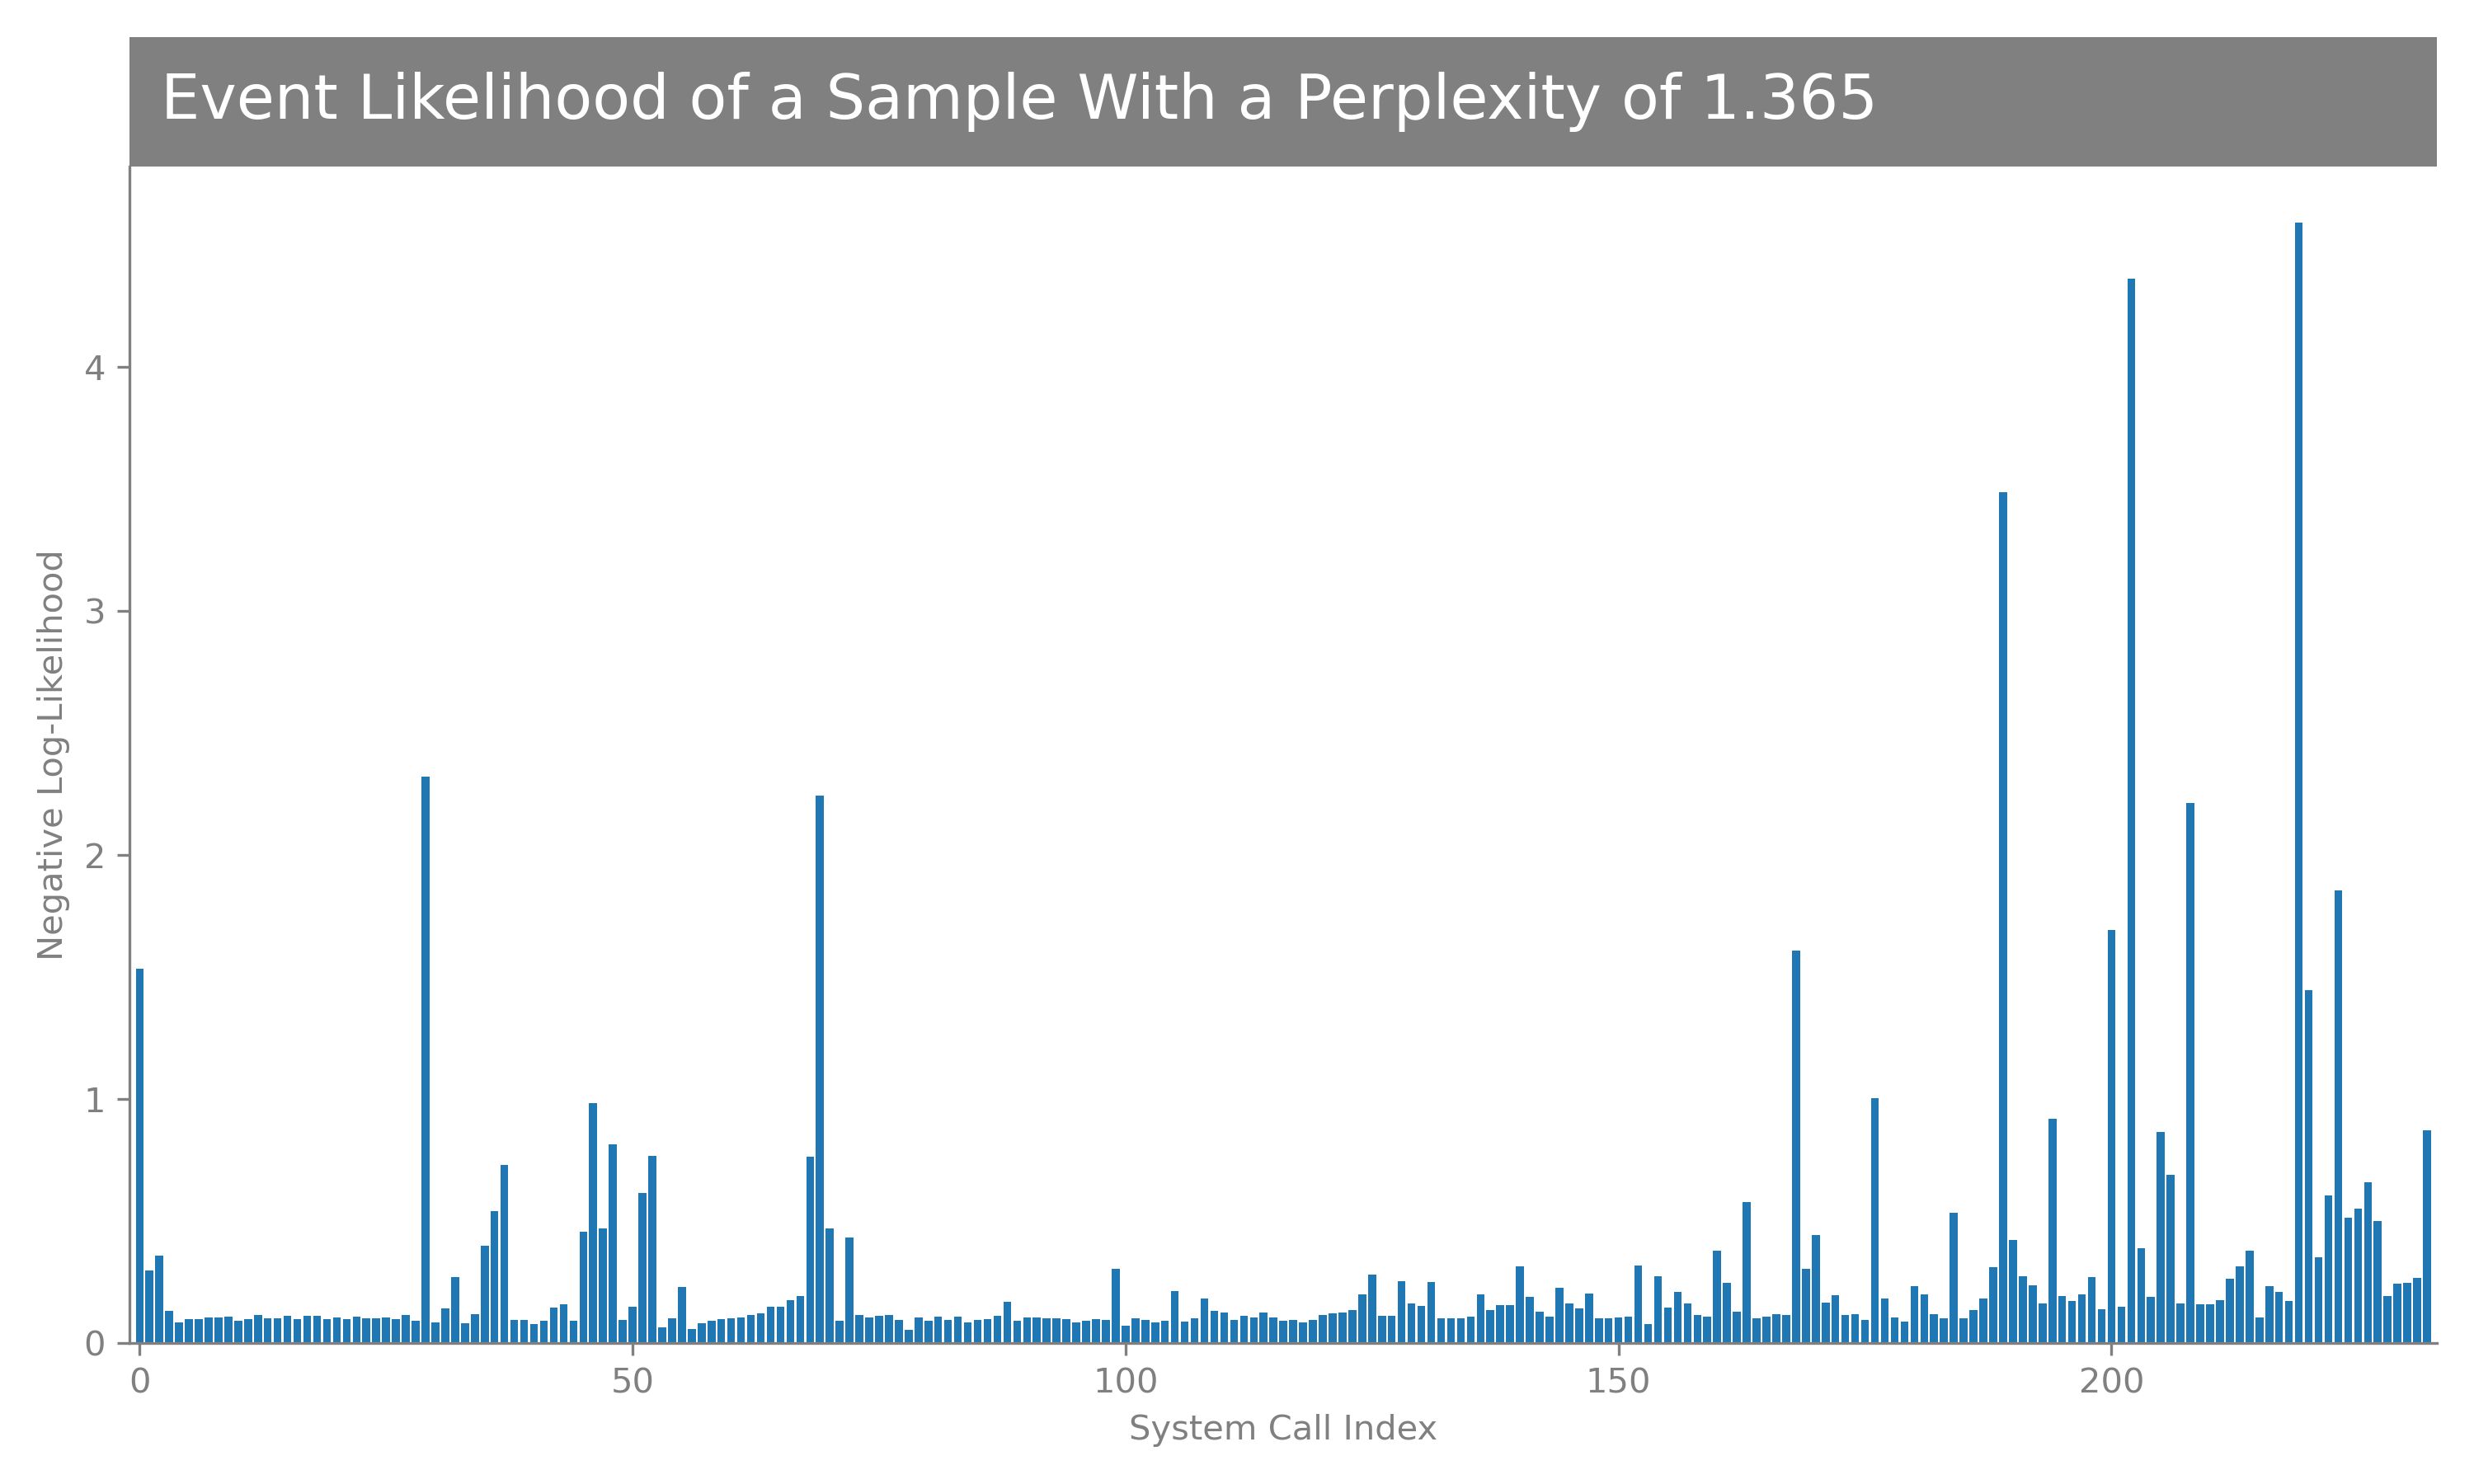 Event Likelihood of a Sample With a Perplexity of 1.365
Negative Log-Likelihood
4
3
2
1
0
0 50 100 150 200
System Call Index